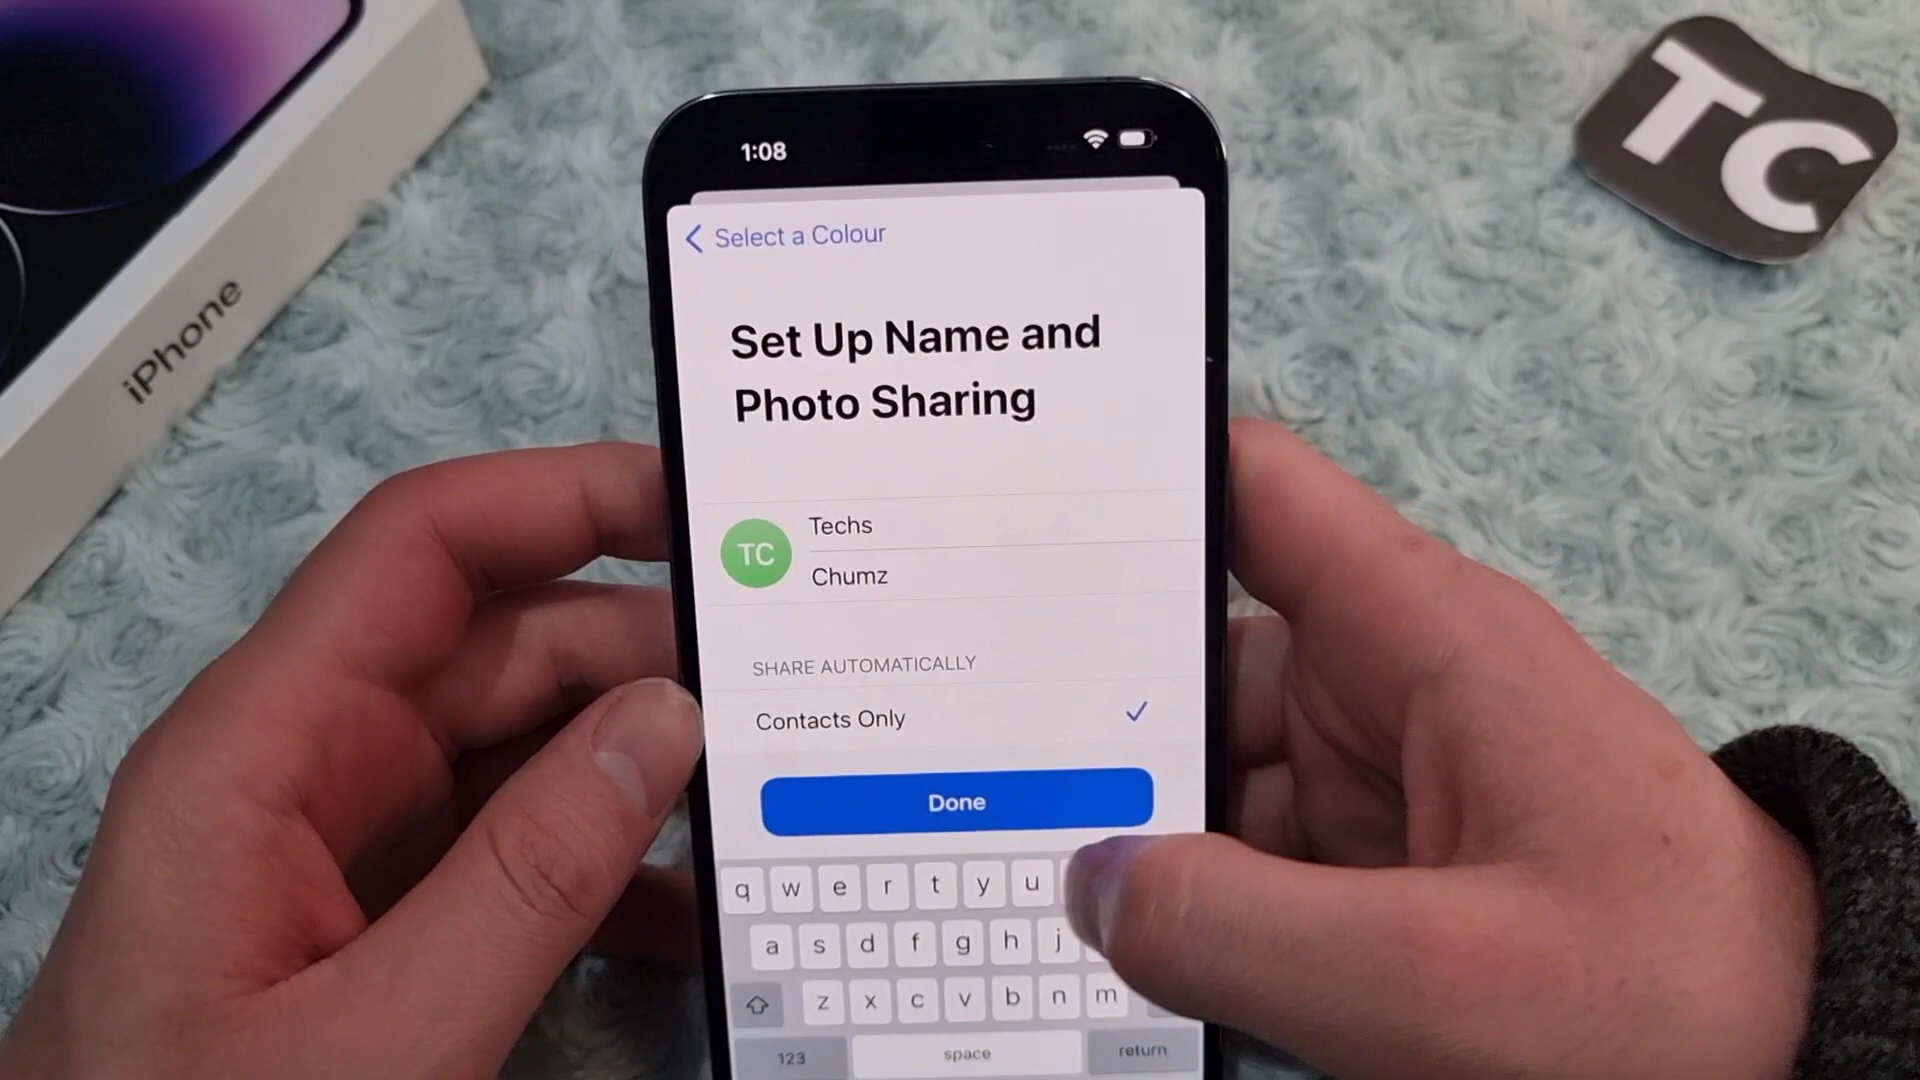 iPhone
TC
1:08
Select a Colour
Set Up Name and
Photo Sharing
TC
Techs
Chumz
SHARE AUTOMATICALLY
Contacts Only
Done
q w e r t y u
a s d f g h j
z x c v b n m
123 space return